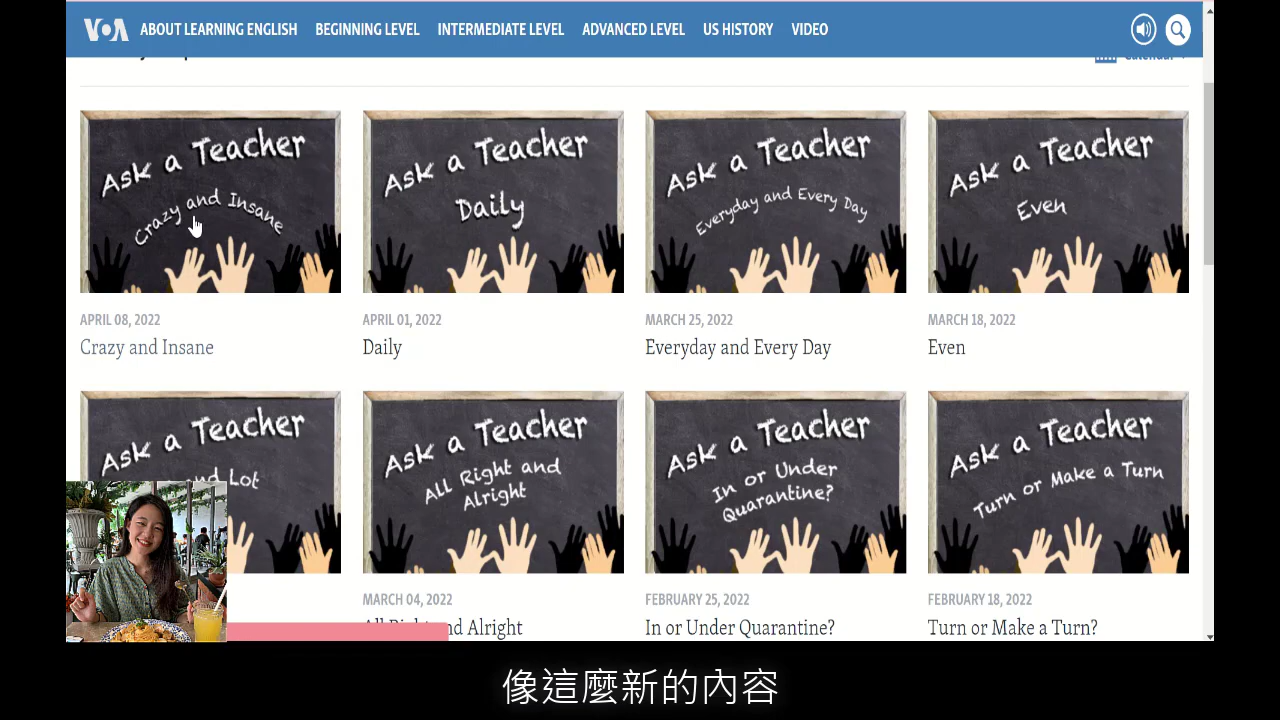 VOA ABOUT LEARNING ENGLISH BEGINNING LEVEL INTERMEDIATE LEVEL ADVANCED LEVEL US HISTORY VIDEO
Calendar
Ask a Teacher
Crazy and Insane
Ask a Teacher
Daily
Ask a Teacher
Everyday and Every Day
Ask a Teacher
Even
APRIL 08, 2022
Crazy and Insane
APRIL 01, 2022
Daily
MARCH 25, 2022
Everyday and Every Day
MARCH 18, 2022
Even
Ask a Teacher
Lot
Ask a Teacher
All Right and
Alright
Ask a Teacher
In or Under
Quarantine?
Ask a Teacher
Turn or Make a Turn
MARCH 04, 2022
All Right and Alright
FEBRUARY 25, 2022
In or Under Quarantine?
FEBRUARY 18, 2022
Turn or Make a Turn?
像這麼新的內容